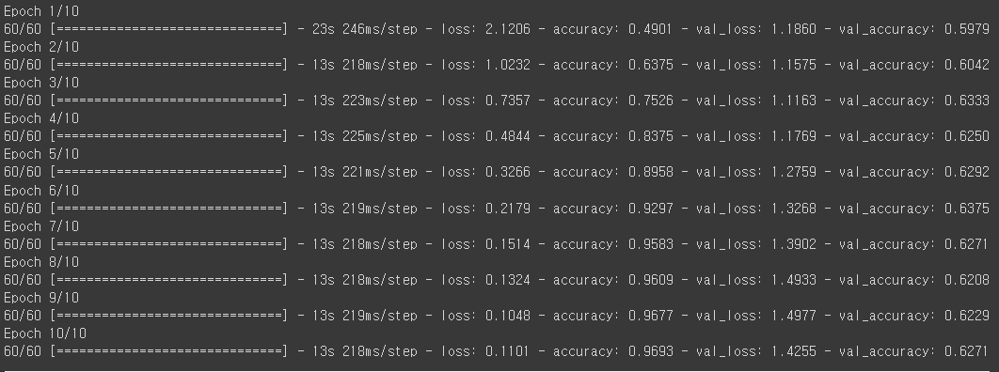 Epoch 1/10
60/60 [==============================] - 23s 246ms/step - loss: 2.1206 - accuracy: 0.4901 - val_loss: 1.1860 - val_accuracy: 0.5979
Epoch 2/10
60/60 [==============================] - 13s 218ms/step - loss: 1.0232 - accuracy: 0.6375 - val_loss: 1.1575 - val_accuracy: 0.6042
Epoch 3/10
60/60 [==============================] - 13s 223ms/step - loss: 0.7357 - accuracy: 0.7526 - val_loss: 1.1163 - val_accuracy: 0.6333
Epoch 4/10
60/60 [==============================] - 13s 225ms/step - loss: 0.4844 - accuracy: 0.8375 - val_loss: 1.1769 - val_accuracy: 0.6250
Epoch 5/10
60/60 [==============================] - 13s 221ms/step - loss: 0.3266 - accuracy: 0.8958 - val_loss: 1.2759 - val_accuracy: 0.6292
Epoch 6/10
60/60 [==============================] - 13s 219ms/step - loss: 0.2179 - accuracy: 0.9297 - val_loss: 1.3268 - val_accuracy: 0.6375
Epoch 7/10
60/60 [==============================] - 13s 218ms/step - loss: 0.1514 - accuracy: 0.9583 - val_loss: 1.3902 - val_accuracy: 0.6271
Epoch 8/10
60/60 [==============================] - 13s 218ms/step - loss: 0.1324 - accuracy: 0.9609 - val_loss: 1.4933 - val_accuracy: 0.6208
Epoch 9/10
60/60 [==============================] - 13s 219ms/step - loss: 0.1048 - accuracy: 0.9677 - val_loss: 1.4977 - val_accuracy: 0.6229
Epoch 10/10
60/60 [==============================] - 13s 218ms/step - loss: 0.1101 - accuracy: 0.9693 - val_loss: 1.4255 - val_accuracy: 0.6271